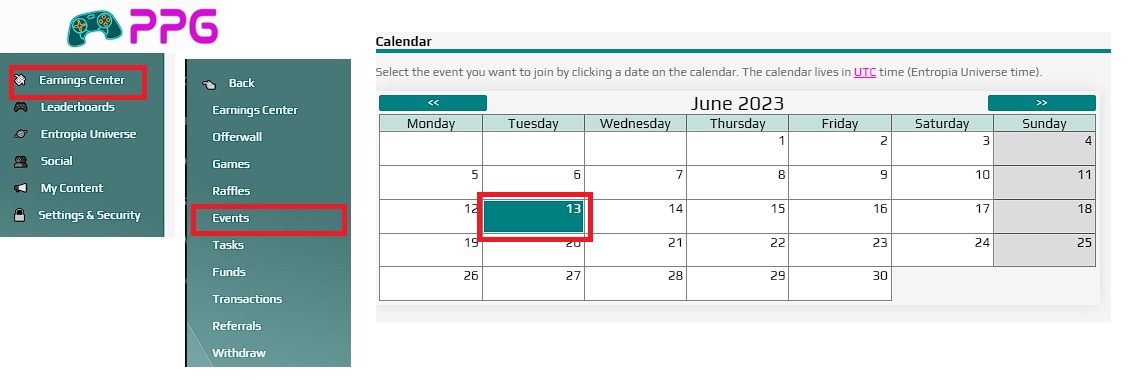 PPG
Earnings Center
Leaderboards
Entropia Universe
Social
My Content
Settings & Security
Back
Earnings Center
Offerwall
Games
Raffles
Events
Tasks
Funds
Transactions
Referrals
Withdraw
Calendar
Select the event you want to join by clicking a date on the calendar. The calendar lives in UTC time (Entropia Universe time).
<< June 2023 >>
Monday Tuesday Wednesday Thursday Friday Saturday Sunday
1 2 3 4
5 6 7 8 9 10 11
12 13 14 15 16 17 18
19 20 21 22 23 24 25
26 27 28 29 30